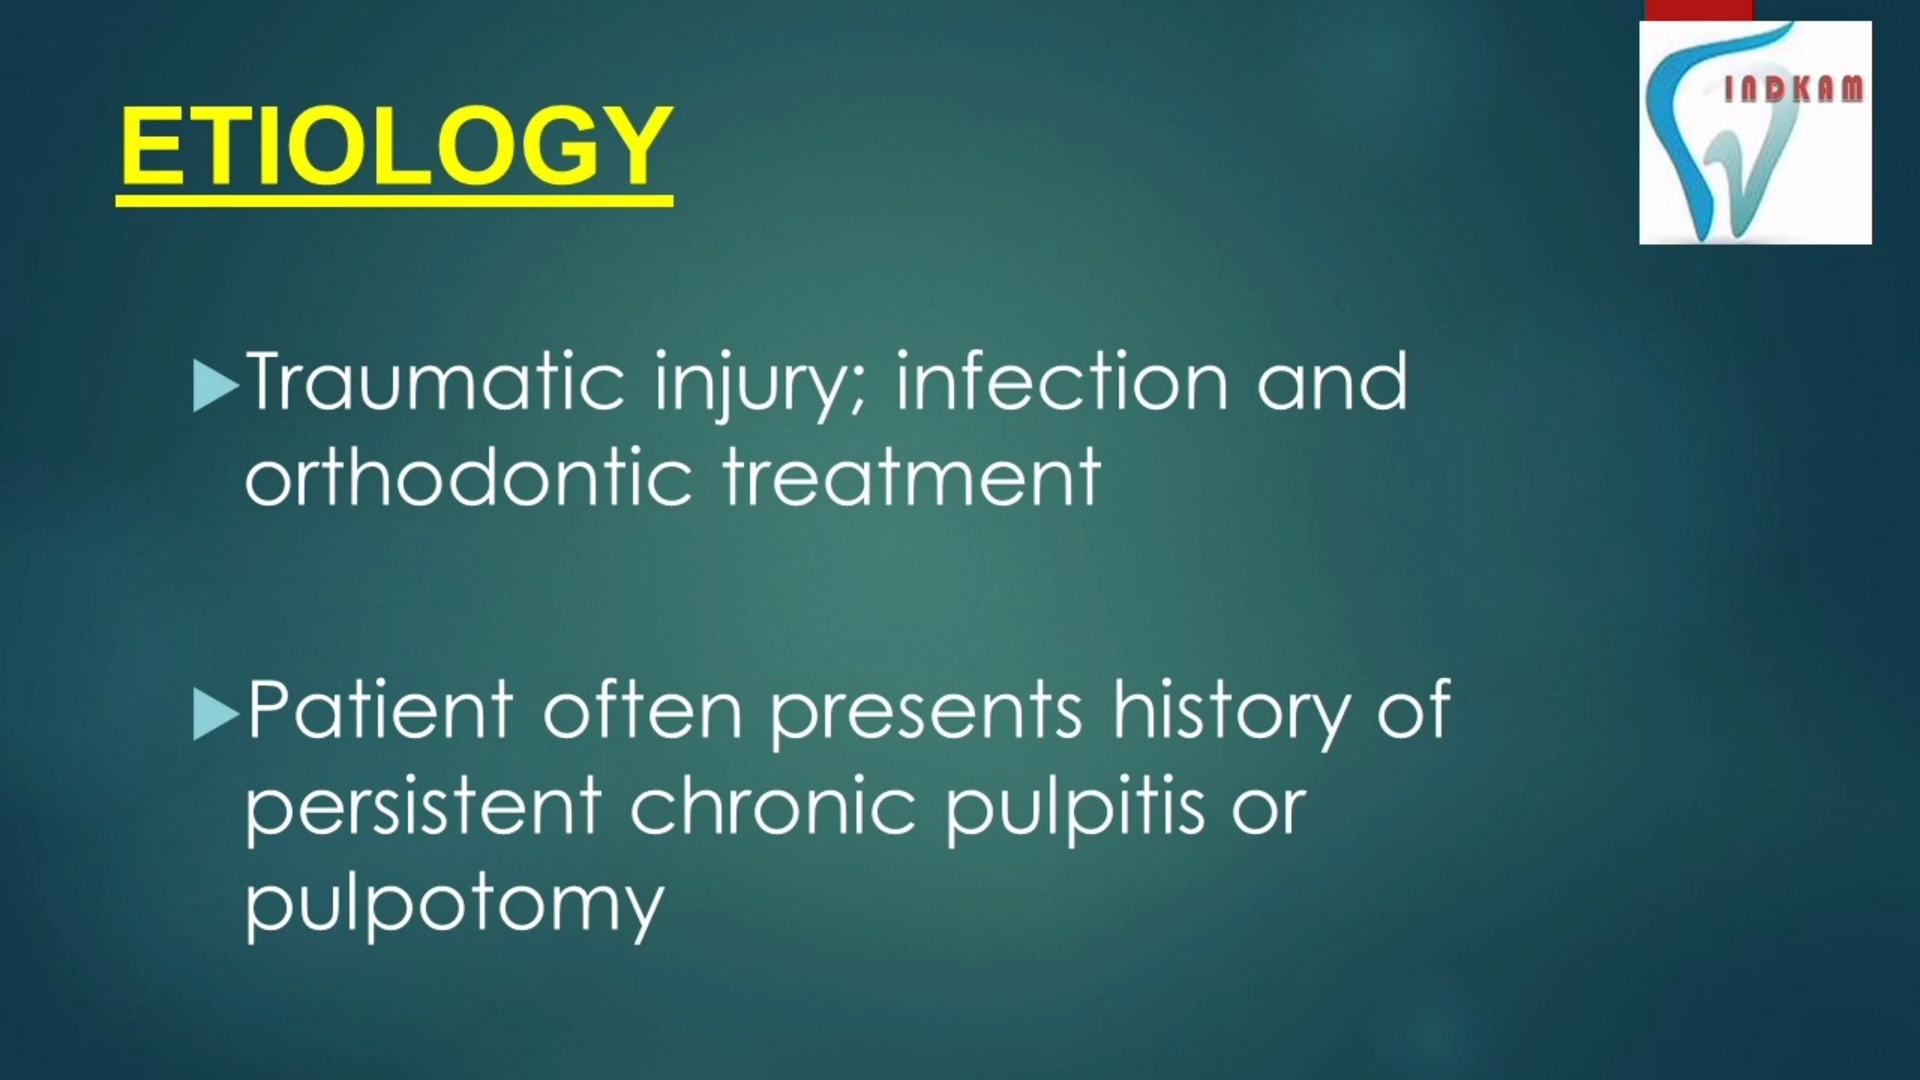 INDKAM
ETIOLOGY
Traumatic injury; infection and
orthodontic treatment
Patient often presents history of
persistent chronic pulpitis or
pulpotomy